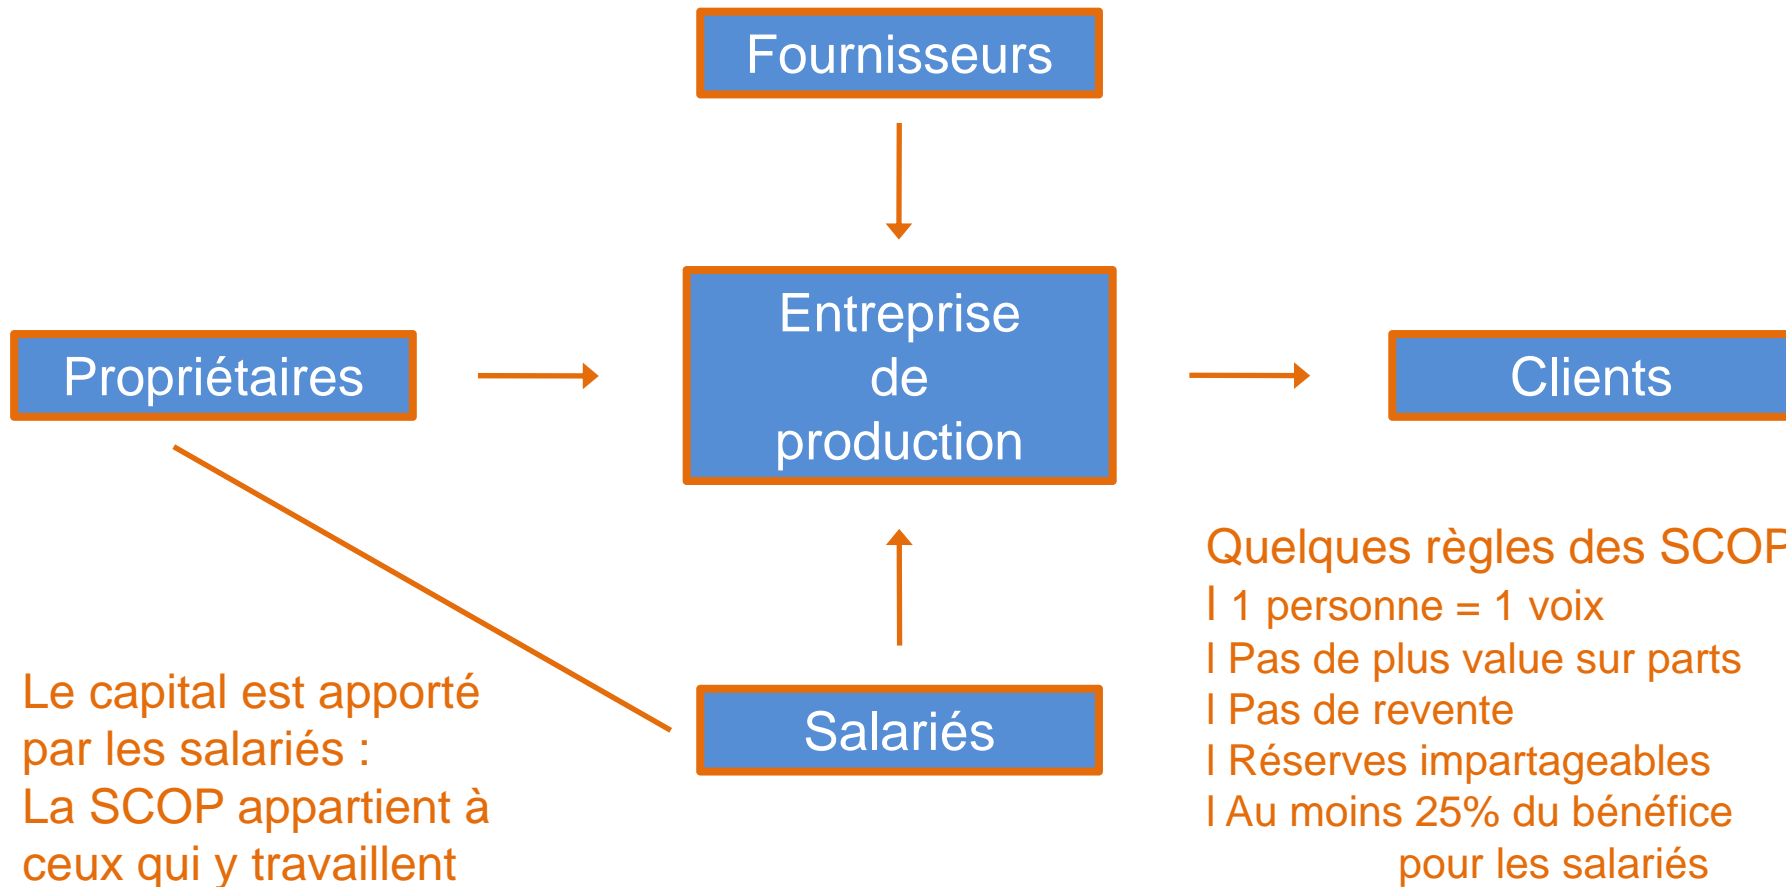 Fournisseurs
Entreprise
de
production
Propriétaires
Clients
Salariés
Le capital est apporté
par les salariés :
La SCOP appartient à
ceux qui y travaillent
Quelques règles des SCOP
l 1 personne = 1 voix
l Pas de plus value sur parts
l Pas de revente
l Réserves impartageables
l Au moins 25% du bénéfice
pour les salariés